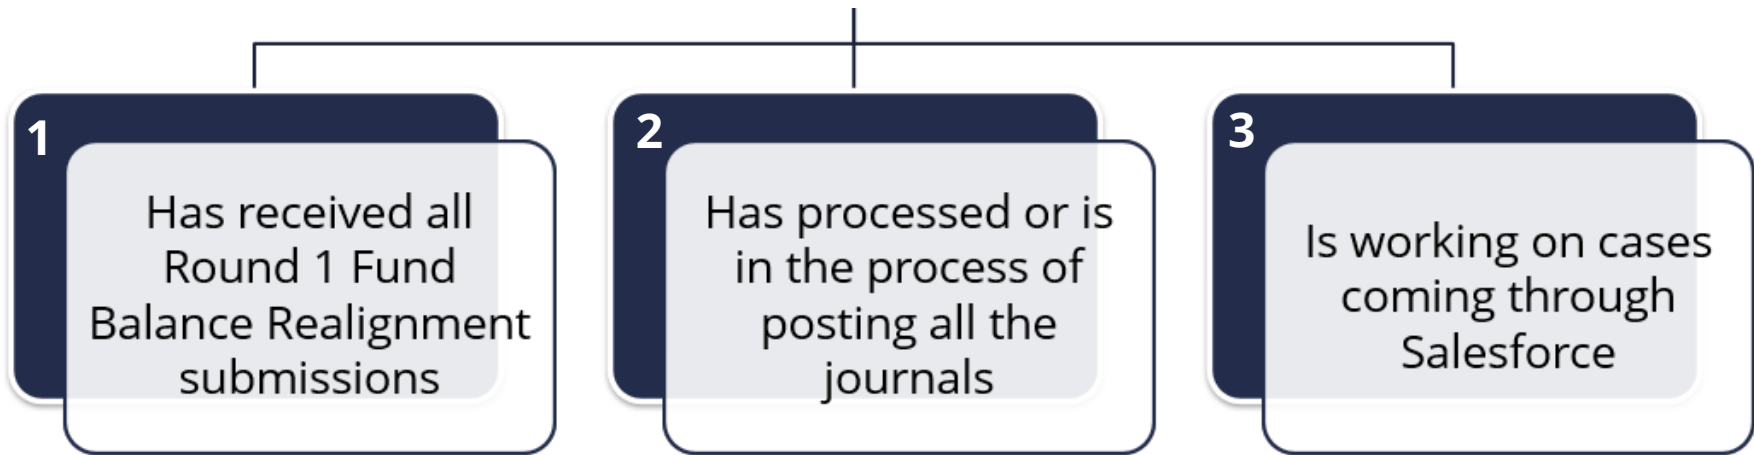 1
Has received all
Round 1 Fund
Balance Realignment
submissions
2
Has processed or is
in the process of
posting all the
journals
3
Is working on cases
coming through
Salesforce